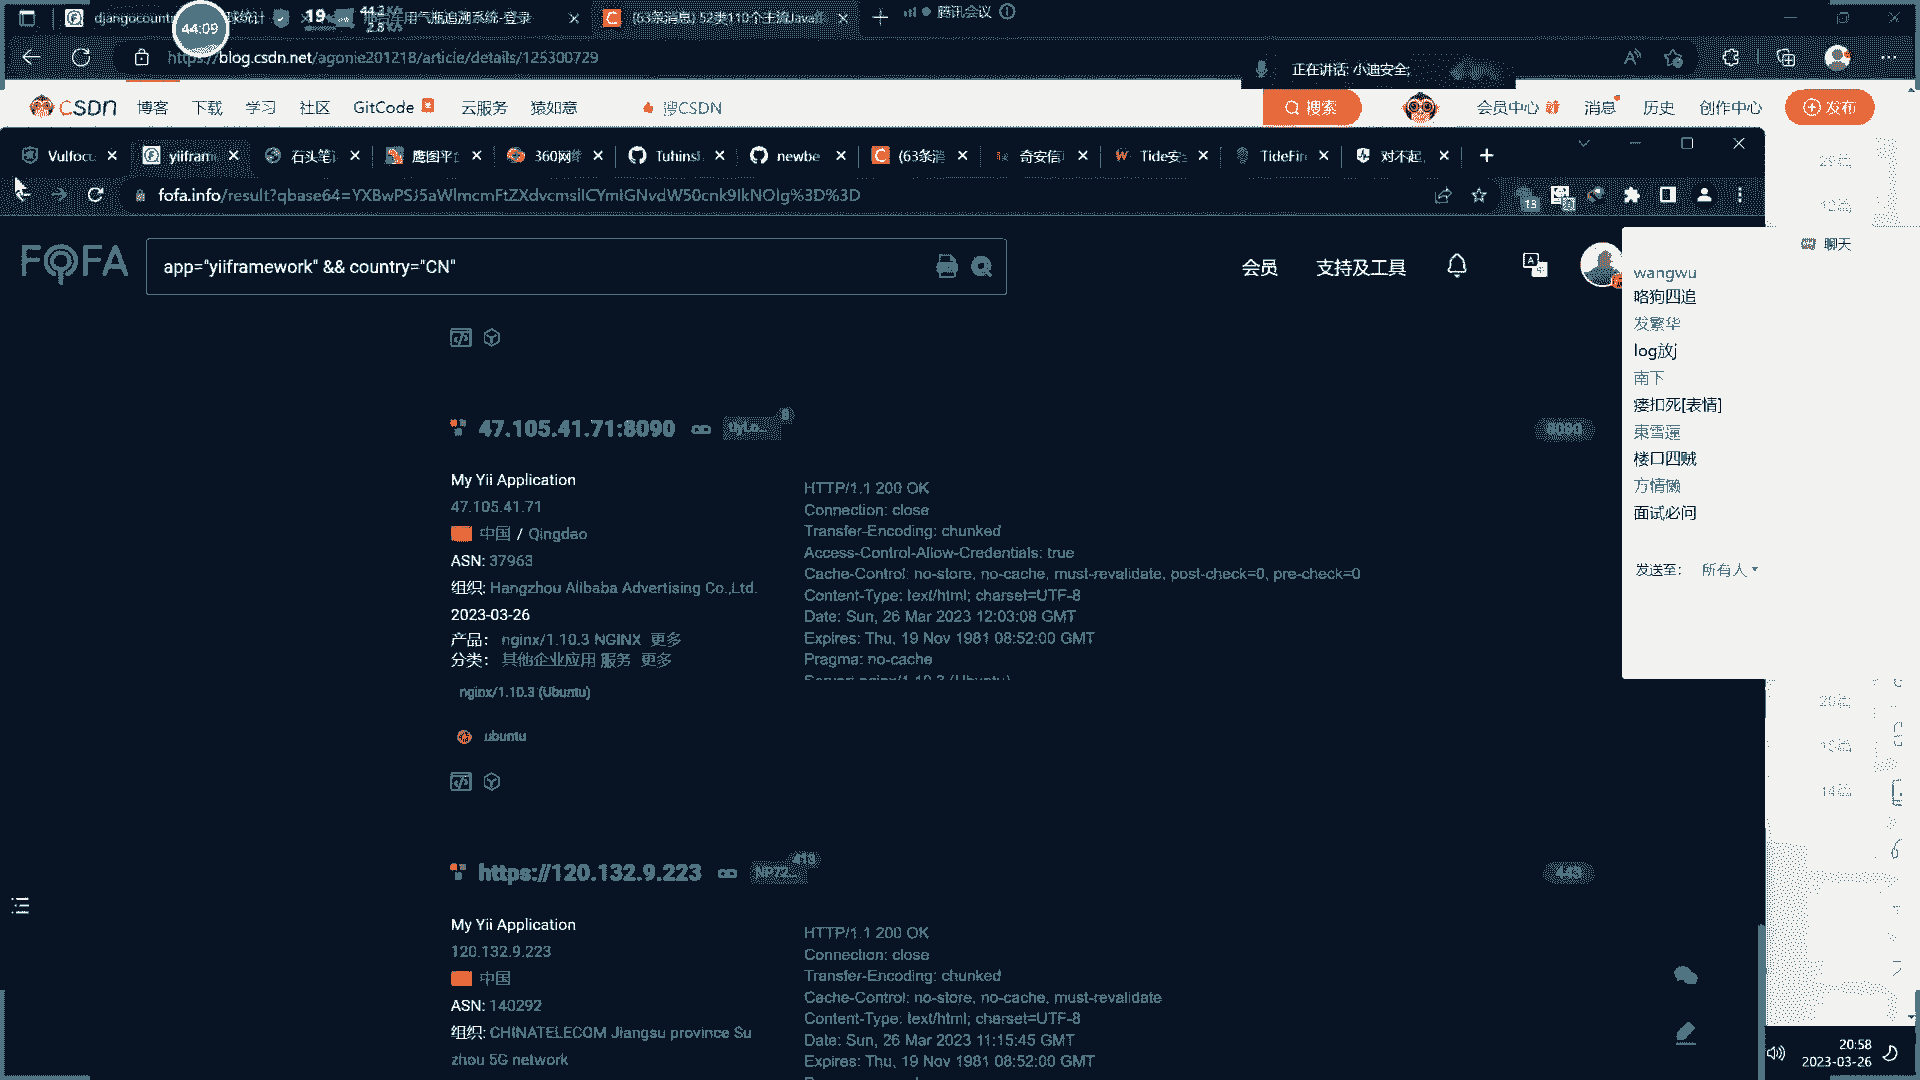 44:09
19
腾讯会议
气瓶追溯系统-登录
(63条消息) 52类110个主流Java
https://blog.csdn.net/agonie201218/article/details/125300729
正在讲话: 小迪安全;
CSDN 博客 下载 学习 社区 GitCode 云服务 猿如意 搜CSDN 搜索 会员中心 消息 历史 创作中心 发布
Vulfocu yiifram 石头笔 鹰图平 360网 Tuhins newbe (63条消 奇安信 Tide安 TideFin 对不起,
fofa.info/result?qbase64=
13
FOFA
app="yiiframework" && country="CN"
会员 支持及工具
聊天
wangwu
咯狗四追
发繁华
log放j
南下
瘘扣死[表情]
東雪遥
楼口四贼
方情懒
面试必问
发送至: 所有人
47.105.41.71:8090
8090
My Yii Application
47.105.41.71
中国 / Qingdao
ASN: 37963
组织: Hangzhou Alibaba Advertising Co.,Ltd.
2023-03-26
产品: nginx/1.10.3 NGINX 更多
分类: 其他企业应用 服务 更多
nginx/1.10.3 (Ubuntu)
ubuntu
HTTP/1.1 200 OK
Connection: close
Transfer-Encoding: chunked
Access-Control-Allow-Credentials: true
Cache-Control: no-store, no-cache, must-revalidate, post-check=0, pre-check=0
Content-Type: text/html; charset=UTF-8
Date: Sun, 26 Mar 2023 12:03:08 GMT
Expires: Thu, 19 Nov 1981 08:52:00 GMT
Pragma: no-cache
Server: nginx/1.10.3 (Ubuntu)
https://120.132.9.223
443
My Yii Application
120.132.9.223
中国
ASN: 140292
组织: CHINATELECOM Jiangsu province Su
zhou 5G network
HTTP/1.1 200 OK
Connection: close
Transfer-Encoding: chunked
Cache-Control: no-store, no-cache, must-revalidate
Content-Type: text/html; charset=UTF-8
Date: Sun, 26 Mar 2023 11:15:45 GMT
Expires: Thu, 19 Nov 1981 08:52:00 GMT
20:58
2023-03-26